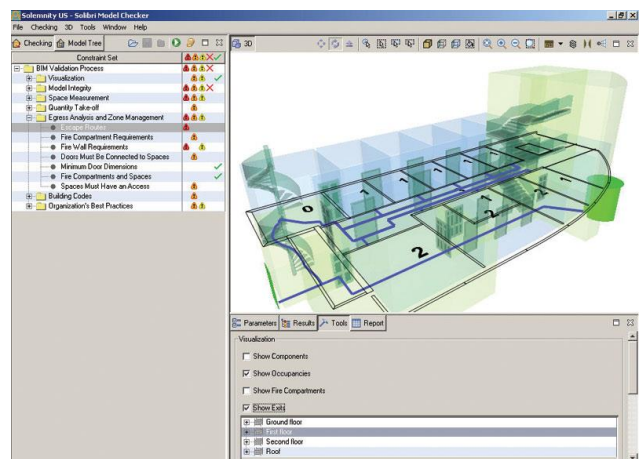 Solemnity US - Solibri Model Checker
File Checking 3D Tools Window Help
Checking Model Tree
3D
Constraint Set
BIM Validation Process
Visualization
Model Integrity
Space Measurement
Quantity Take-off
Egress Analysis and Zone Management
Escape Routes
Fire Compartment Requirements
Fire Wall Requirements
Doors Must Be Connected to Spaces
Minimum Door Dimensions
Fire Compartments and Spaces
Spaces Must Have an Access
Building Codes
Organization's Best Practices
0 1 1 1 1 1
2 2 2 1 1
Parameters Results Tools Report
Visualization
Show Components
Show Occupancies
Show Fire Compartments
Show Exits
Ground floor
First floor
Second floor
Roof